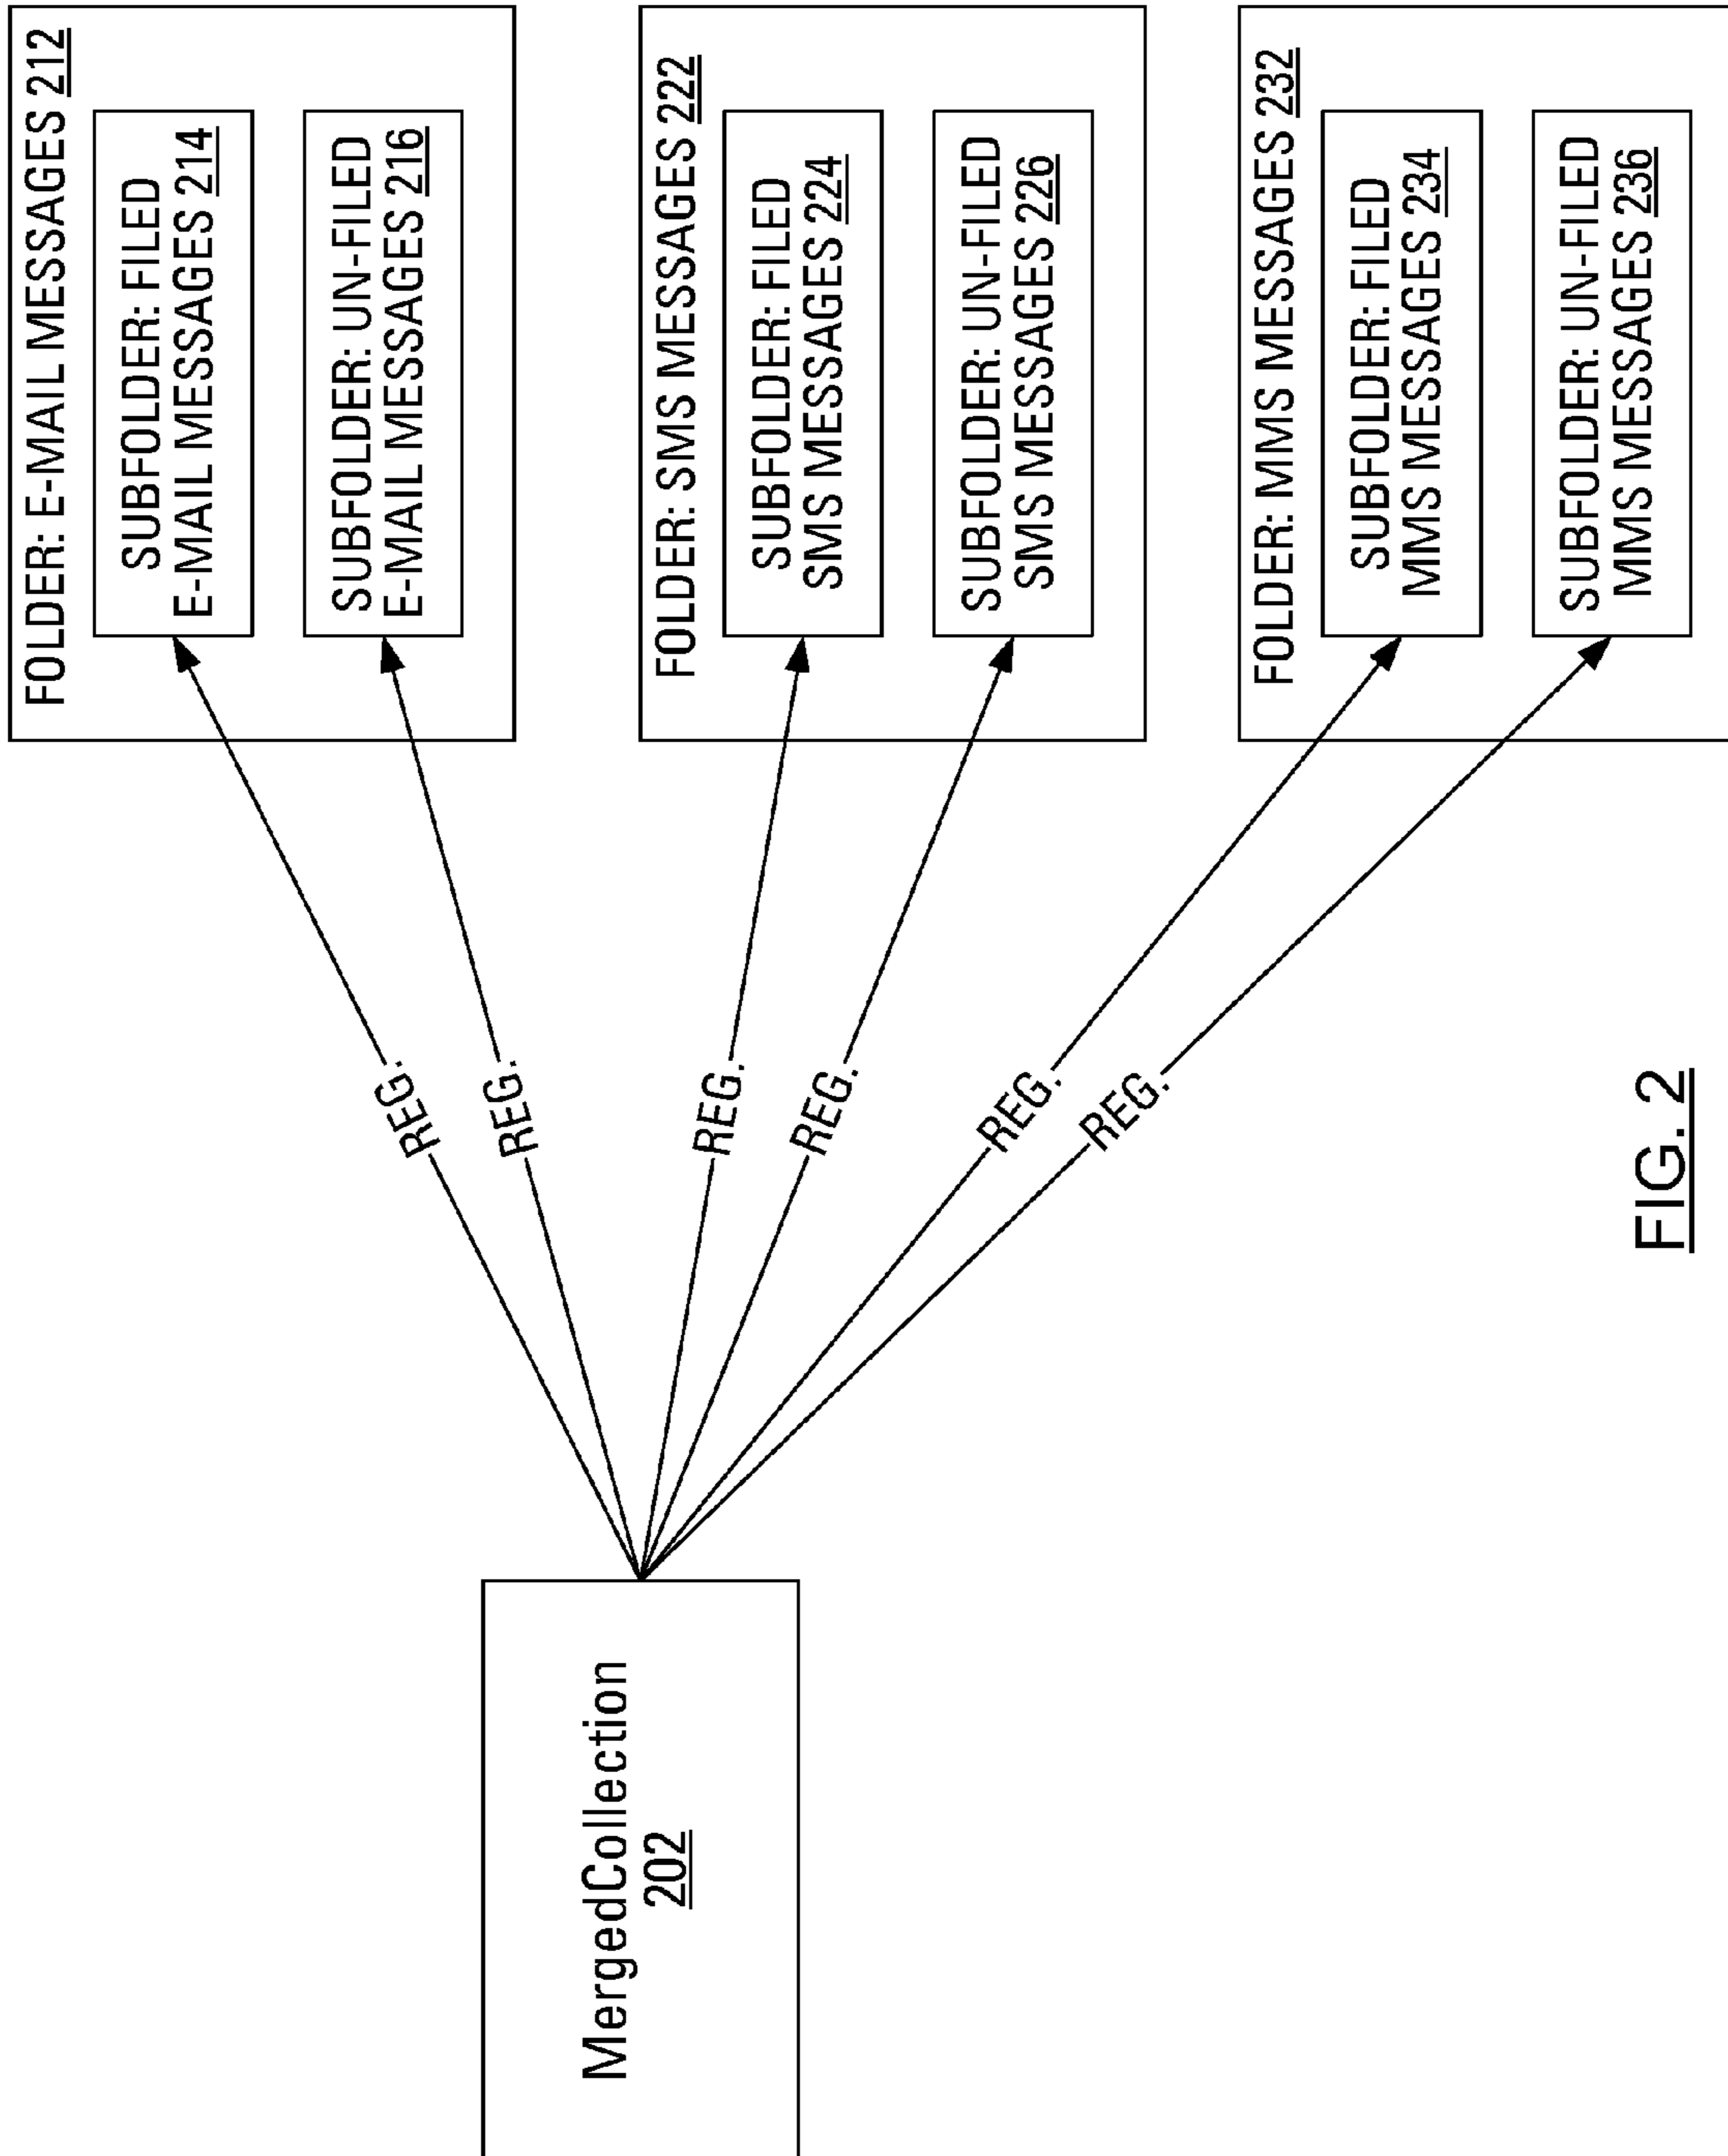 FOLDER: E-MAIL MESSAGES 212
SUBFOLDER: FILED
E-MAIL MESSAGES 214
SUBFOLDER: UN-FILED
E-MAIL MESSAGES 216
FOLDER: SMS MESSAGES 222
SUBFOLDER: FILED
SMS MESSAGES 224
SUBFOLDER: UN-FILED
SMS MESSAGES 226
FOLDER: MMS MESSAGES 232
SUBFOLDER: FILED
MMS MESSAGES 234
SUBFOLDER: UN-FILED
MMS MESSAGES 236
REG.
REG.
REG.
REG.
REG.
REG.
MergedCollection
202
FIG. 2